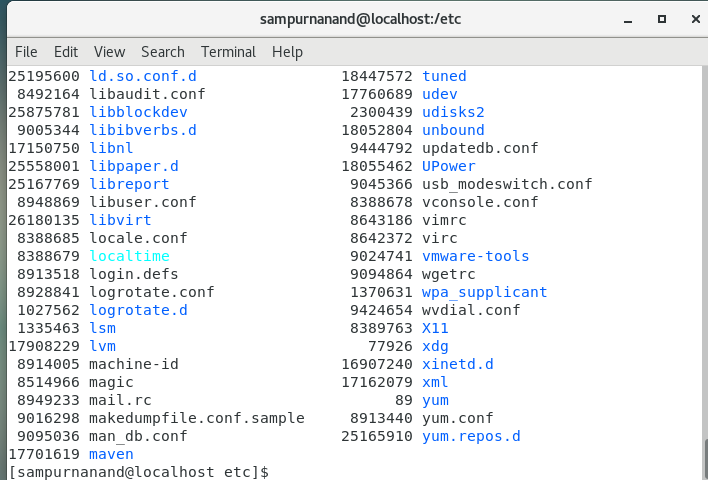 sampurnanand@localhost:/etc
File Edit View Search Terminal Help
25195600 ld.so.conf.d 18447572 tuned
8492164 libaudit.conf 17760689 udev
25875781 libblockdev 2300439 udisks2
9005344 libibverbs.d 18052804 unbound
17150750 libnl 9444792 updatedb.conf
25558001 libpaper.d 18055462 UPower
25167769 libreport 9045366 usb_modeswitch.conf
8948869 libuser.conf 8388678 vconsole.conf
26180135 libvirt 8643186 vimrc
8388685 locale.conf 8642372 virc
8388679 localtime 9024741 vmware-tools
8913518 login.defs 9094864 wgetrc
8928841 logrotate.conf 1370631 wpa_supplicant
1027562 logrotate.d 9424654 wvdial.conf
1335463 lsm 8389763 X11
17908229 lvm 77926 xdg
8914005 machine-id 16907240 xinetd.d
8514966 magic 17162079 xml
8949233 mail.rc 89 yum
9016298 makedumpfile.conf.sample 8913440 yum.conf
9095036 man_db.conf 25165910 yum.repos.d
17701619 maven
[sampurnanand@localhost etc]$